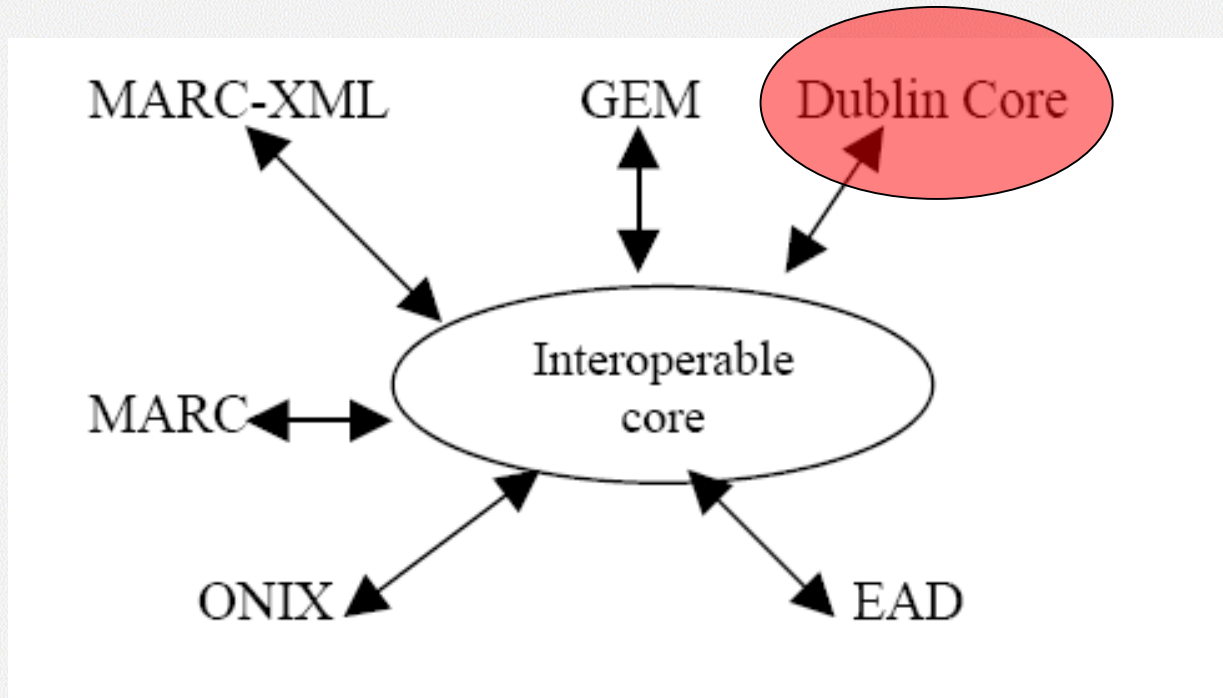 MARC-XML
GEM
Dublin Core
Interoperable
core
MARC
ONIX
EAD